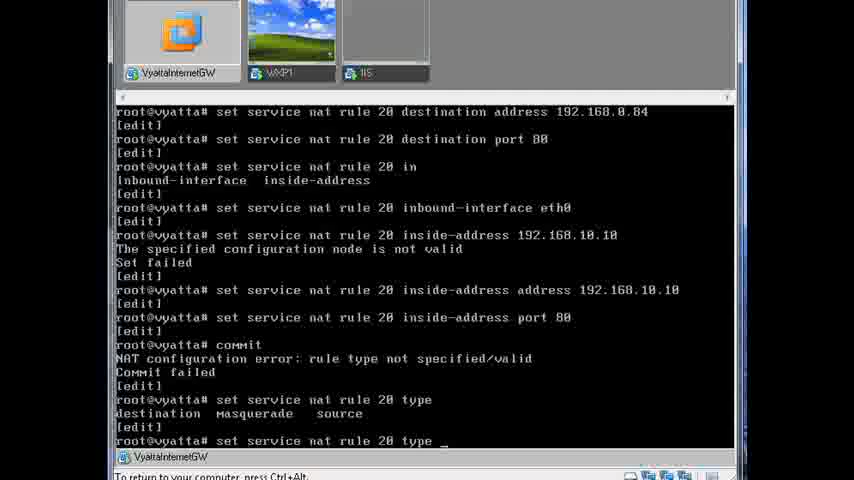 VyattaInternetGW
WXP1
IIS
root@vyatta# set service nat rule 20 destination address 192.168.0.84
[edit]
root@vyatta# set service nat rule 20 destination port 80
[edit]
root@vyatta# set service nat rule 20 in
inbound-interface  inside-address
[edit]
root@vyatta# set service nat rule 20 inbound-interface eth0
[edit]
root@vyatta# set service nat rule 20 inside-address 192.168.10.10
The specified configuration node is not valid
Set failed
[edit]
root@vyatta# set service nat rule 20 inside-address address 192.168.10.10
[edit]
root@vyatta# set service nat rule 20 inside-address port 80
[edit]
root@vyatta# commit
NAT configuration error: rule type not specified/valid
Commit failed
[edit]
root@vyatta# set service nat rule 20 type
destination  masquerade   source
[edit]
root@vyatta# set service nat rule 20 type _
VyattaInternetGW
To return to your computer, press Ctrl+Alt.